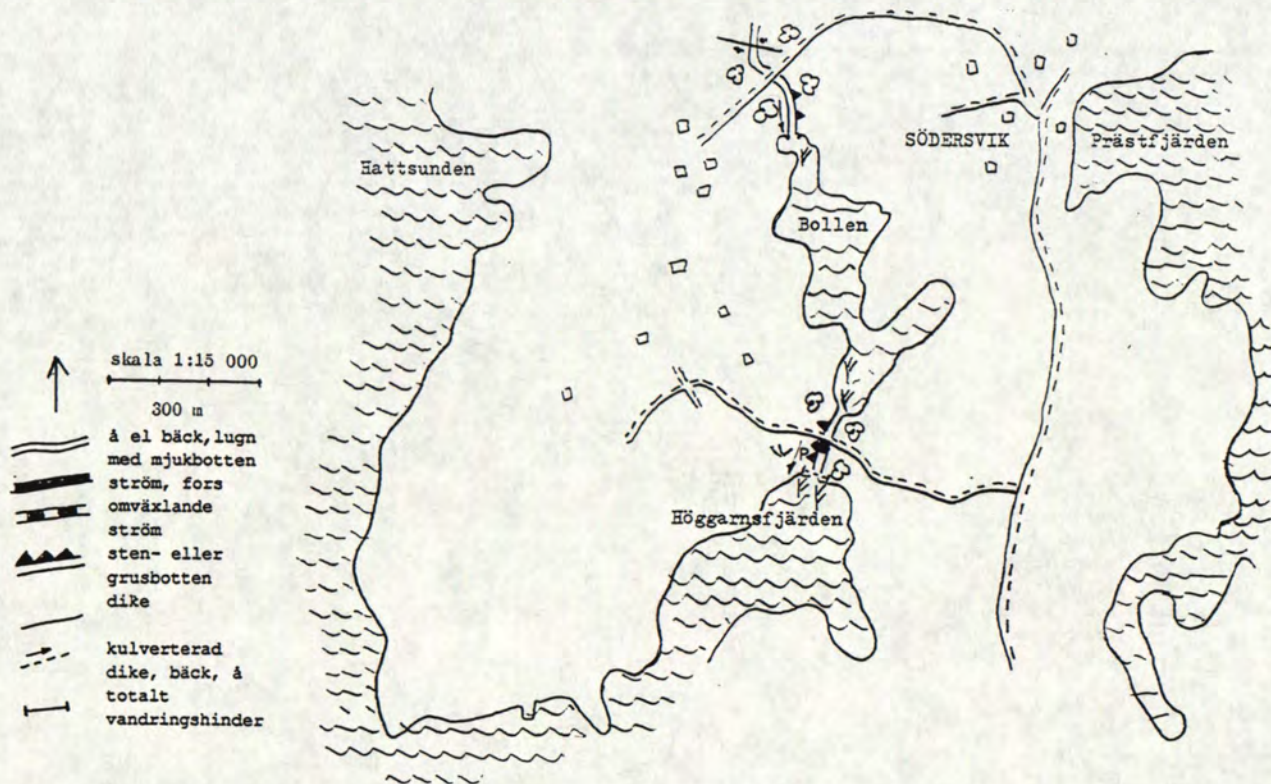 Hattsunden
SÖDERSVIK
Prästfjärden
Bollen
Höggarnsfjärden
P
skala 1:15 000
300 m
å el bäck, lugn
med mjukbotten
ström, fors
omväxlande
ström
sten- eller
grusbotten
dike
kulverterad
dike, bäck, å
totalt
vandringshinder